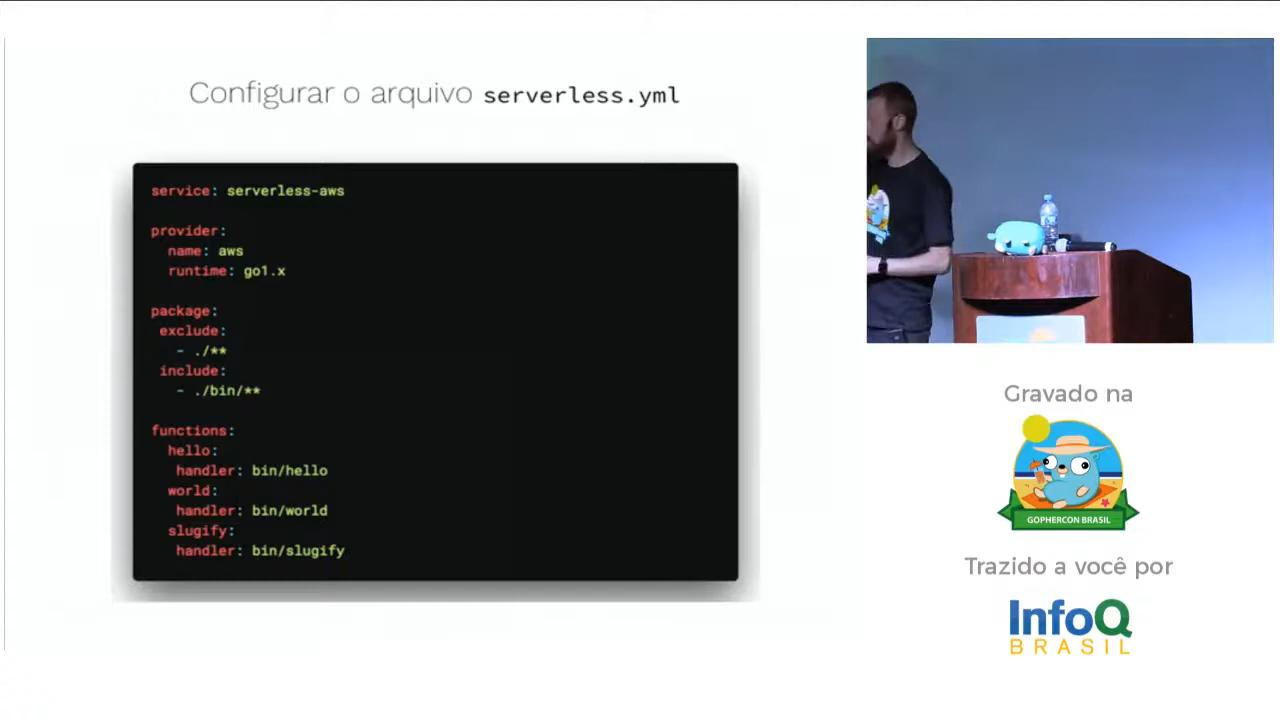 Configurar o arquivo serverless.yml
service: serverless-aws
provider:
name: aws
runtime: go1.x
package:
exclude:
- ./**
include:
- ./bin/**
functions:
hello:
handler: bin/hello
world:
handler: bin/world
slugify:
handler: bin/slugify
Gravado na
GOPHERCON BRASIL
Trazido a você por
InfoQ
BRASIL